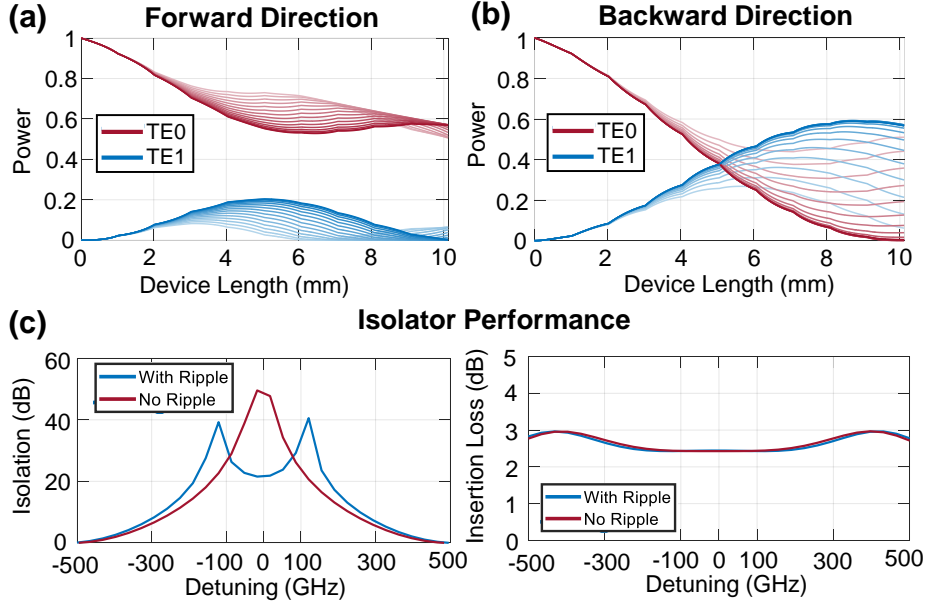 (a) Forward Direction
1
0.8
0.6
0.4
0.2
0
Power
TE0
TE1
0 2 4 6 8 10
Device Length (mm)
(b) Backward Direction
1
0.8
0.6
0.4
0.2
0
Power
TE0
TE1
0 2 4 6 8 10
Device Length (mm)
(c) Isolator Performance
60
40
20
0
Isolation (dB)
With Ripple
No Ripple
-500 -300 -100 0 100 300 500
Detuning (GHz)
5
4
3
2
1
0
Insertion Loss (dB)
With Ripple
No Ripple
-500 -300 -100 0 100 300 500
Detuning (GHz)